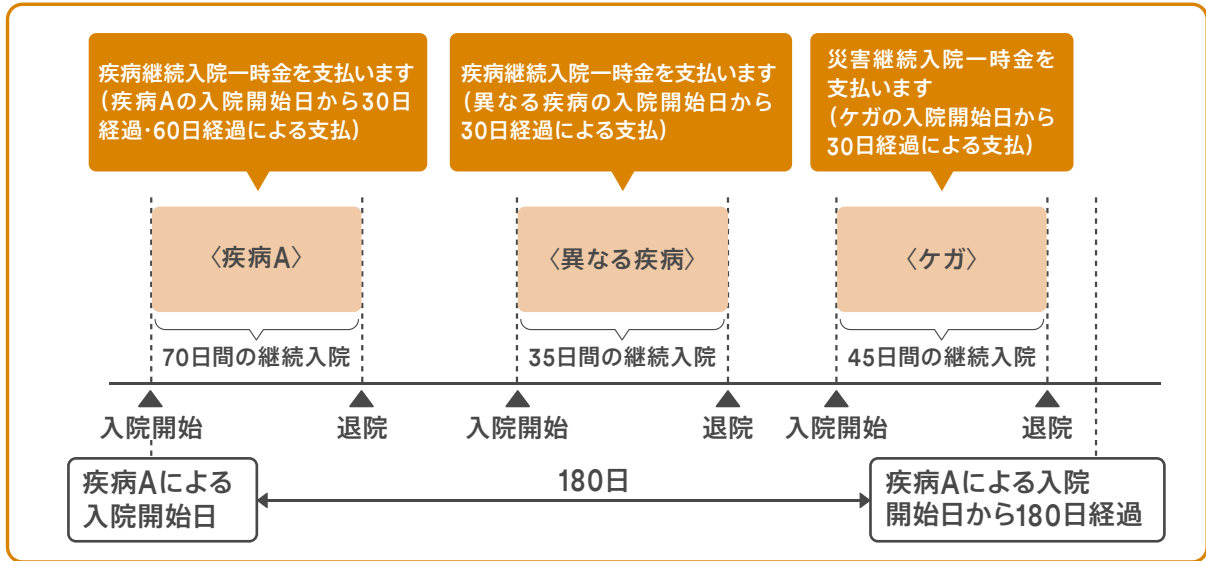 疾病継続入院一時金を支払います
(疾病Aの入院開始日から30日
経過・60日経過による支払)
疾病継続入院一時金を支払います
(異なる疾病の入院開始日から
30日経過による支払)
災害継続入院一時金を
支払います
(ケガの入院開始日から
30日経過による支払)
〈疾病A〉
〈異なる疾病〉
〈ケガ〉
70日間の継続入院
35日間の継続入院
45日間の継続入院
入院開始
退院
入院開始
退院
入院開始
退院
疾病Aによる
入院開始日
180日
疾病Aによる入院
開始日から180日経過